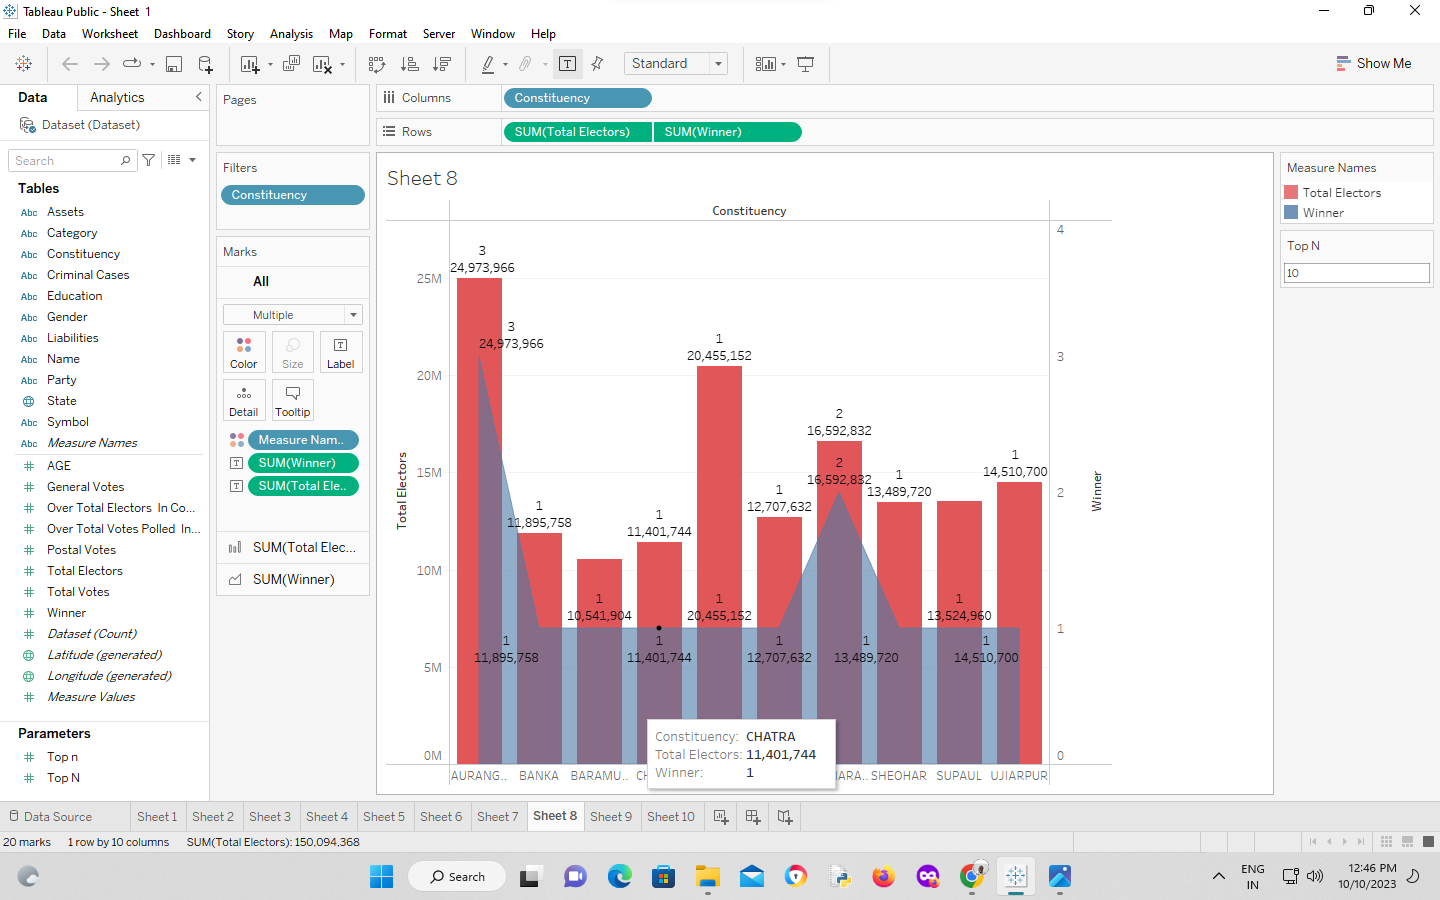 Tableau Public - Sheet 1
File Data Worksheet Dashboard Story Analysis Map Format Server Window Help
Standard
Show Me
Data Analytics
Dataset (Dataset)
Search
Tables
Abc Assets
Abc Category
Abc Constituency
Abc Criminal Cases
Abc Education
Abc Gender
Abc Liabilities
Abc Name
Abc Party
State
Abc Symbol
Abc Measure Names
# AGE
# General Votes
# Over Total Electors In Co...
# Over Total Votes Polled In...
# Postal Votes
# Total Electors
# Total Votes
# Winner
# Dataset (Count)
Latitude (generated)
Longitude (generated)
# Measure Values
Parameters
# Top n
# Top N
Pages
Filters
Constituency
Marks
All
Multiple
Color Size Label
Detail Tooltip
Measure Nam..
SUM(Winner)
SUM(Total Ele..
SUM(Total Elec...
SUM(Winner)
Columns
Constituency
Rows
SUM(Total Electors) SUM(Winner)
Sheet 8
Constituency
Total Electors
25M
20M
15M
10M
5M
0M
3
24,973,966
3
24,973,966
1
11,895,758
1
11,895,758
1
10,541,904
1
11,401,744
1
11,401,744
1
20,455,152
1
20,455,152
1
12,707,632
1
12,707,632
2
16,592,832
2
16,592,832
1
13,489,720
1
13,489,720
1
13,524,960
1
14,510,700
1
14,510,700
4
3
2
1
0
Winner
Constituency: CHATRA
Total Electors: 11,401,744
Winner: 1
AURANG.. BANKA BARAMU.. SHEOHAR SUPAUL UJIARPUR
Measure Names
Total Electors
Winner
Top N
10
Data Source Sheet 1 Sheet 2 Sheet 3 Sheet 4 Sheet 5 Sheet 6 Sheet 7 Sheet 8 Sheet 9 Sheet 10
20 marks 1 row by 10 columns SUM(Total Electors): 150,094,368
Search
ENG
IN
12:46 PM
10/10/2023